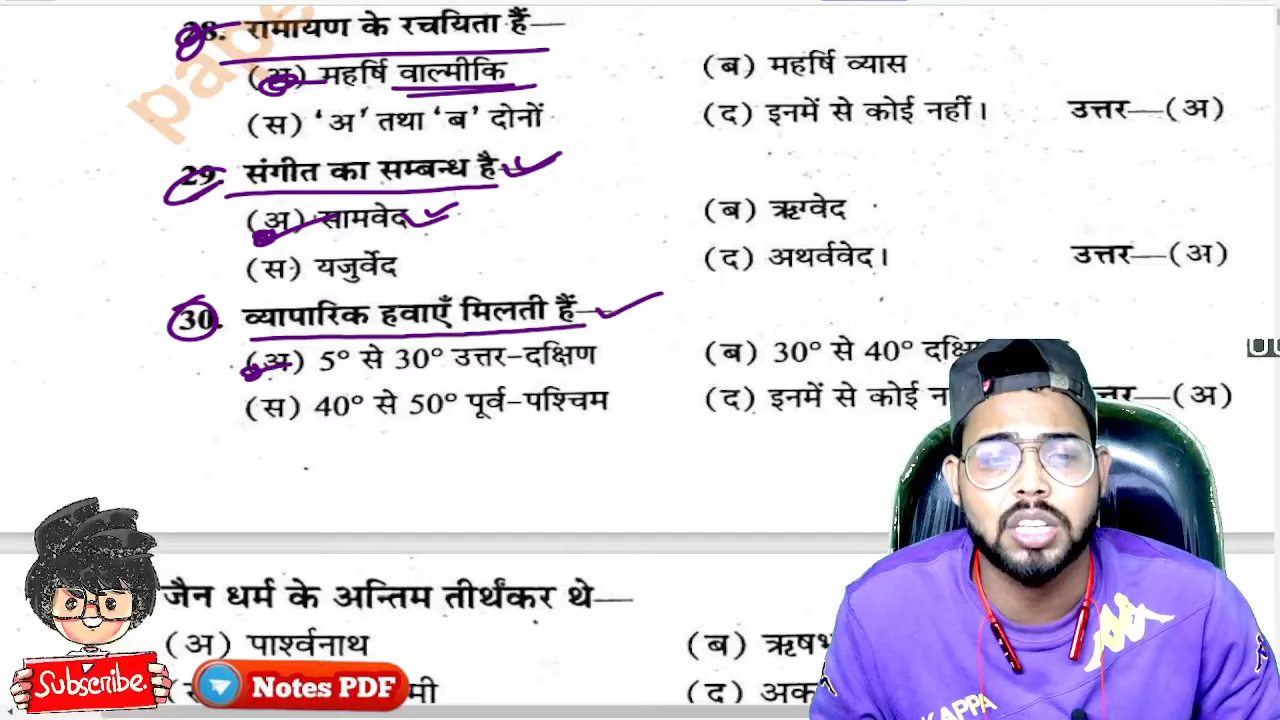 28. रामायण के रचयिता हैं—
(अ) महर्षि वाल्मीकि (ब) महर्षि व्यास
(स) ‘अ’ तथा ‘ब’ दोनों (द) इनमें से कोई नहीं। उत्तर—(अ)
29. संगीत का सम्बन्ध है
(अ) सामवेद (ब) ऋग्वेद
(स) यजुर्वेद (द) अथर्ववेद। उत्तर—(अ)
30. व्यापारिक हवाएँ मिलती हैं—
(अ) 5° से 30° उत्तर-दक्षिण (ब) 30° से 40°
(स) 40° से 50° पूर्व-पश्चिम (द) इनमें से कोई (अ)
जैन धर्म के अन्तिम तीर्थंकर थे—
(अ) पार्श्वनाथ (ब)
(द)
Subscribe.
Notes PDF
KAPPA